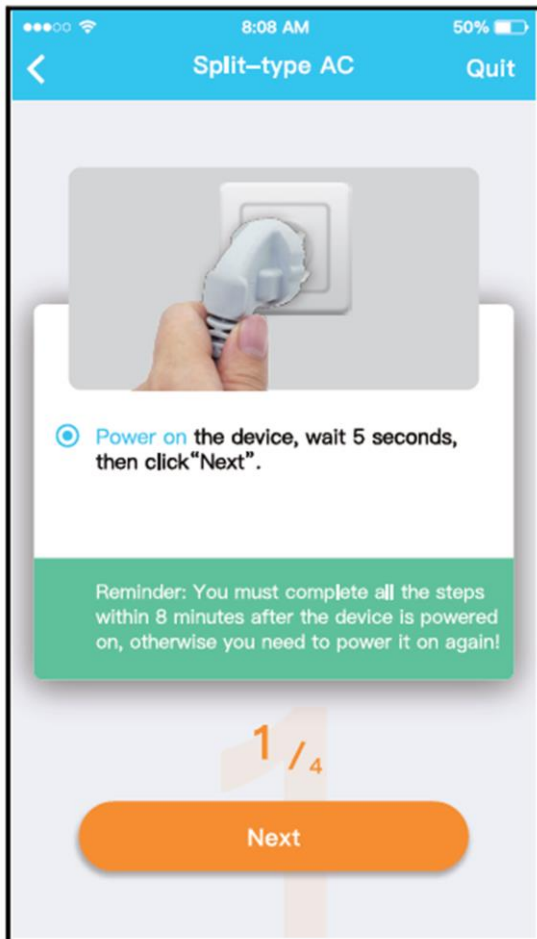 8:08 AM
50%
Split-type AC
Quit
Power on the device, wait 5 seconds,
then click“Next”.
Reminder: You must complete all the steps
within 8 minutes after the device is powered
on, otherwise you need to power it on again!
1 / 4
Next